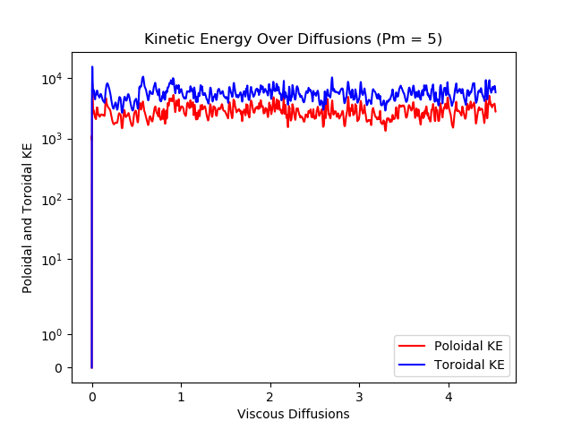 Kinetic Energy Over Diffusions (Pm = 5)
Poloidal and Toroidal KE
10⁴
10³
10²
10¹
10⁰
0
Poloidal KE
Toroidal KE
0 1 2 3 4
Viscous Diffusions